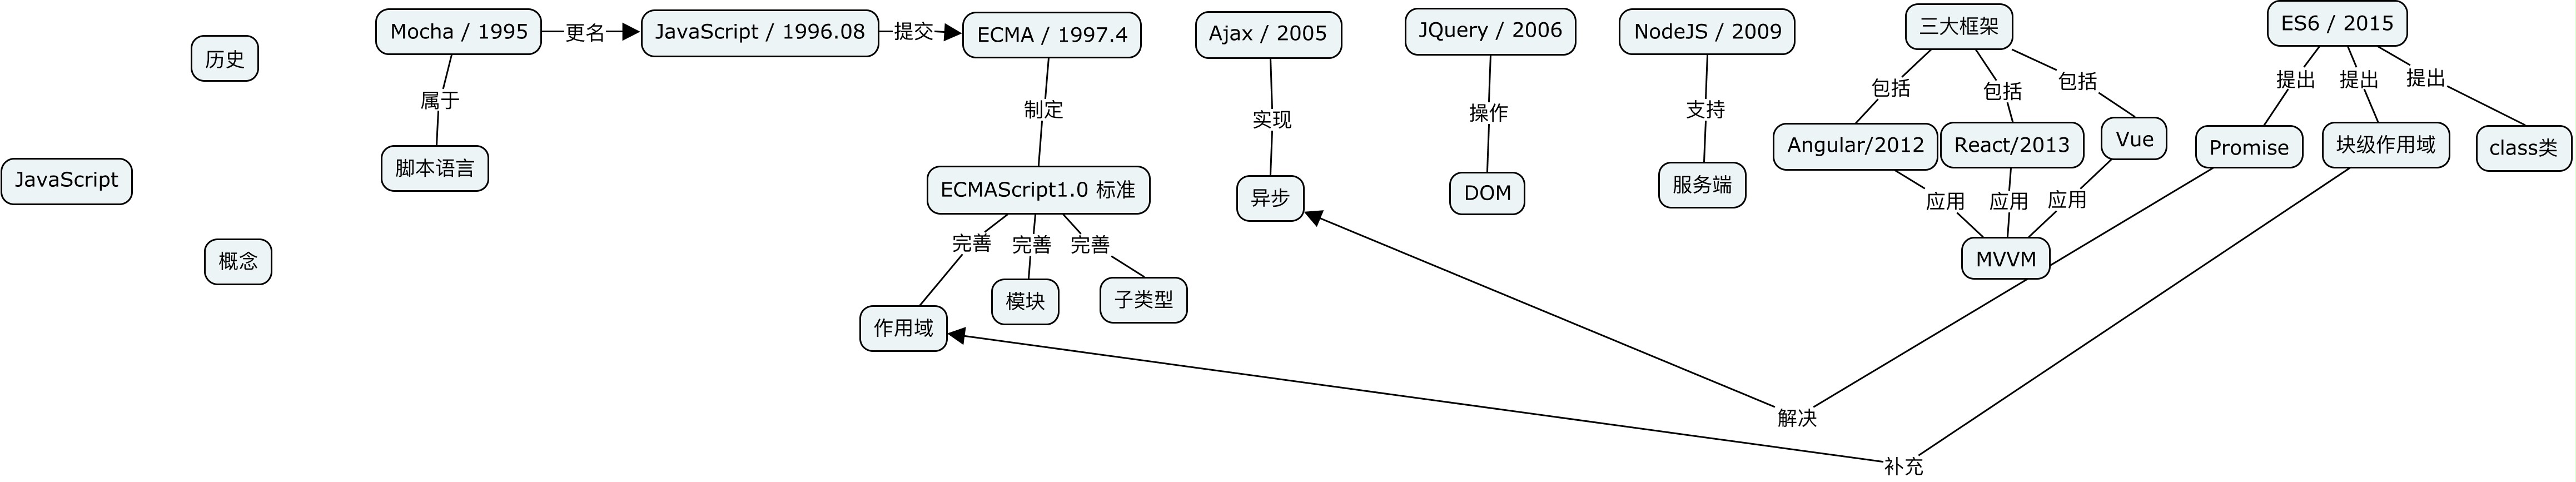 Mocha / 1995
更名
JavaScript / 1996.08
提交
ECMA / 1997.4
Ajax / 2005
JQuery / 2006
NodeJS / 2009
三大框架
ES6 / 2015
历史
属于
制定
实现
操作
支持
包括
包括
包括
提出
提出
提出
JavaScript
脚本语言
ECMAScript1.0 标准
异步
DOM
服务端
Angular/2012
React/2013
Vue
Promise
块级作用域
class类
概念
完善
完善
完善
应用
应用
应用
作用域
模块
子类型
MVVM
解决
补充